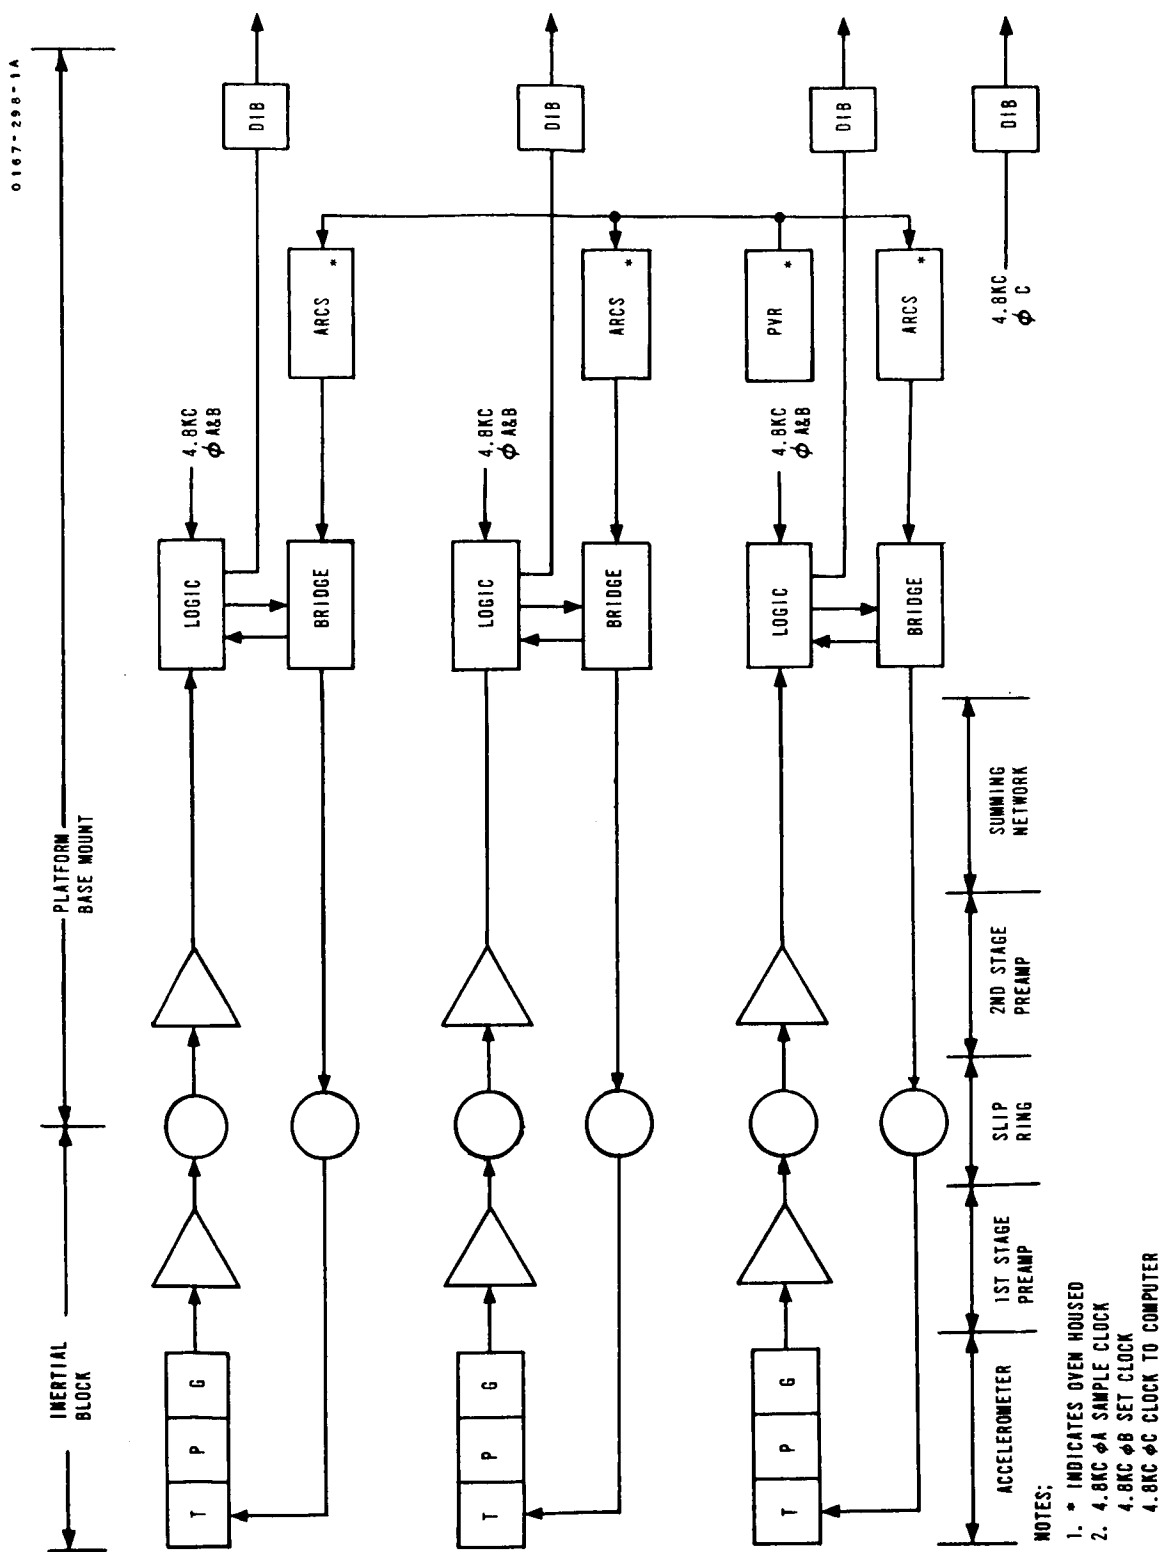 0167-298-1A
INERTIAL
BLOCK
PLATFORM
BASE MOUNT
T P G
LOGIC
4.8KC
ϕ A&B
DIB
BRIDGE
ARCS
*
T P G
LOGIC
4.8KC
ϕ A&B
DIB
BRIDGE
ARCS
*
T P G
LOGIC
4.8KC
ϕ A&B
PVR
*
DIB
BRIDGE
ARCS
*
4.8KC
ϕ C
DIB
ACCELEROMETER
1ST STAGE
PREAMP
SLIP
RING
2ND STAGE
PREAMP
SUMMING
NETWORK
NOTES:
1. * INDICATES OVEN HOUSED
2. 4.8KC ϕA SAMPLE CLOCK
4.8KC ϕB SET CLOCK
4.8KC ϕC CLOCK TO COMPUTER